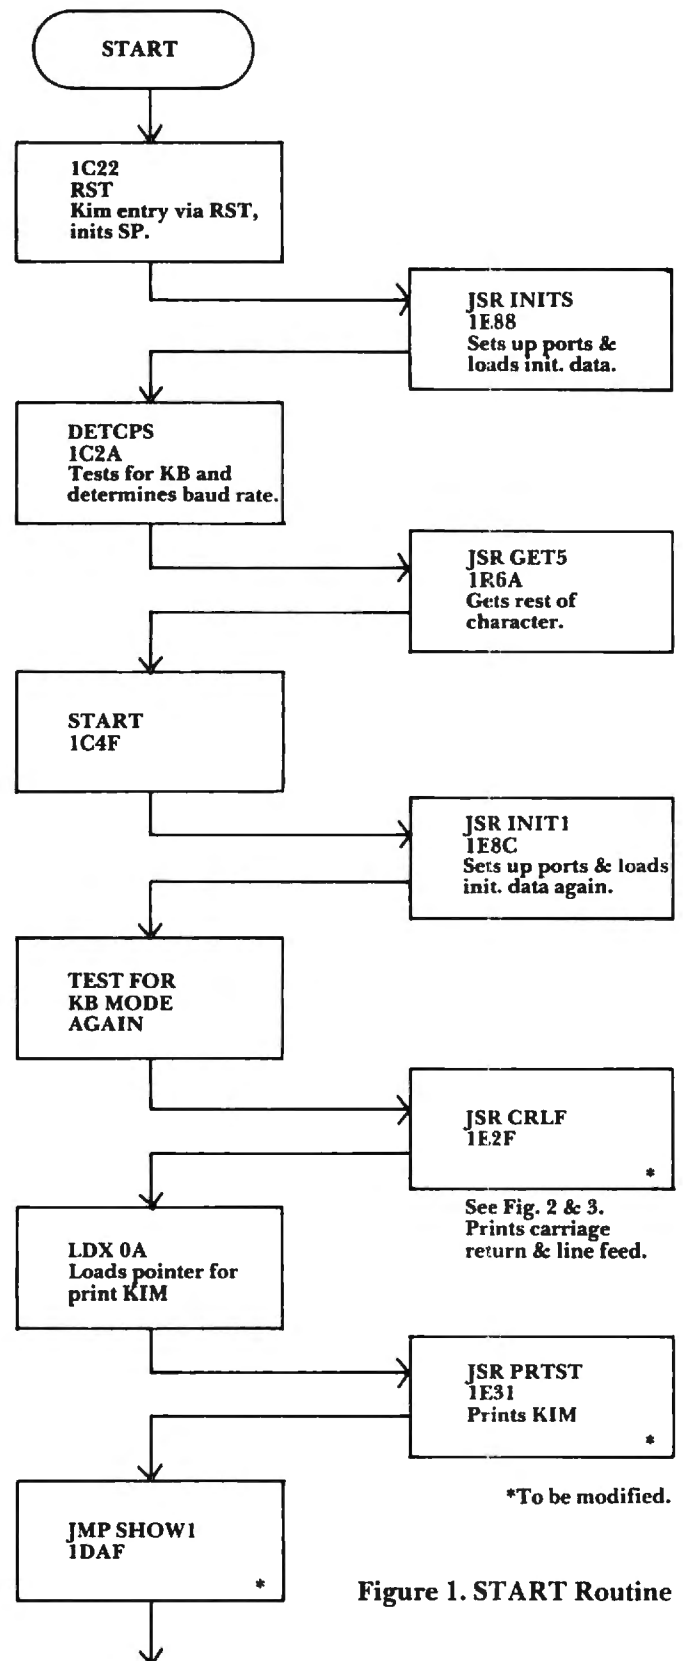 START
1C22
RST
Kim entry via RST,
inits SP.
JSR INITS
1E88
Sets up ports &
loads init. data.
DETCPS
1C2A
Tests for KB and
determines baud rate.
JSR GET5
1R6A
Gets rest of
character.
START
1C4F
JSR INIT1
1E8C
Sets up ports & loads
init. data again.
TEST FOR
KB MODE
AGAIN
JSR CRLF
1E2F
*
See Fig. 2 & 3.
Prints carriage
return & line feed.
LDX 0A
Loads pointer for
print KIM
JSR PRTST
1E31
Prints KIM
*
*To be modified.
JMP SHOW1
1DAF
*
Figure 1. START Routine